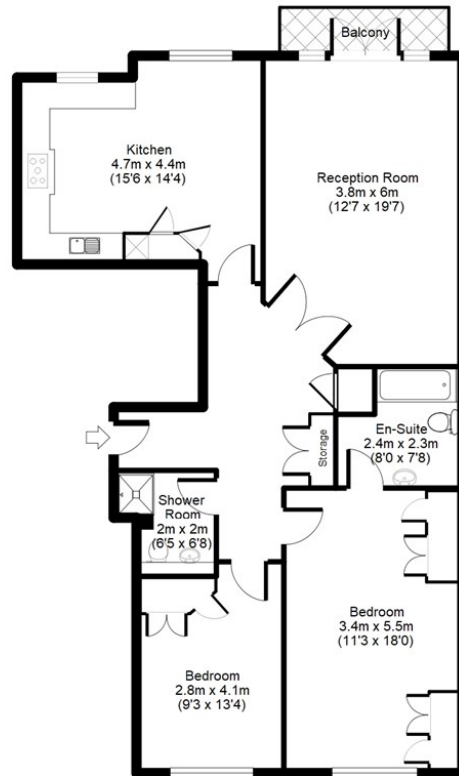 Balcony
Kitchen
4.7m x 4.4m
(15'6 x 14'4)
Reception Room
3.8m x 6m
(12'7 x 19'7)
En-Suite
2.4m x 2.3m
(8'0 x 7'8)
Storage
Shower
Room
2m x 2m
(6'5 x 6'8)
Bedroom
3.4m x 5.5m
(11'3 x 18'0)
Bedroom
2.8m x 4.1m
(9'3 x 13'4)